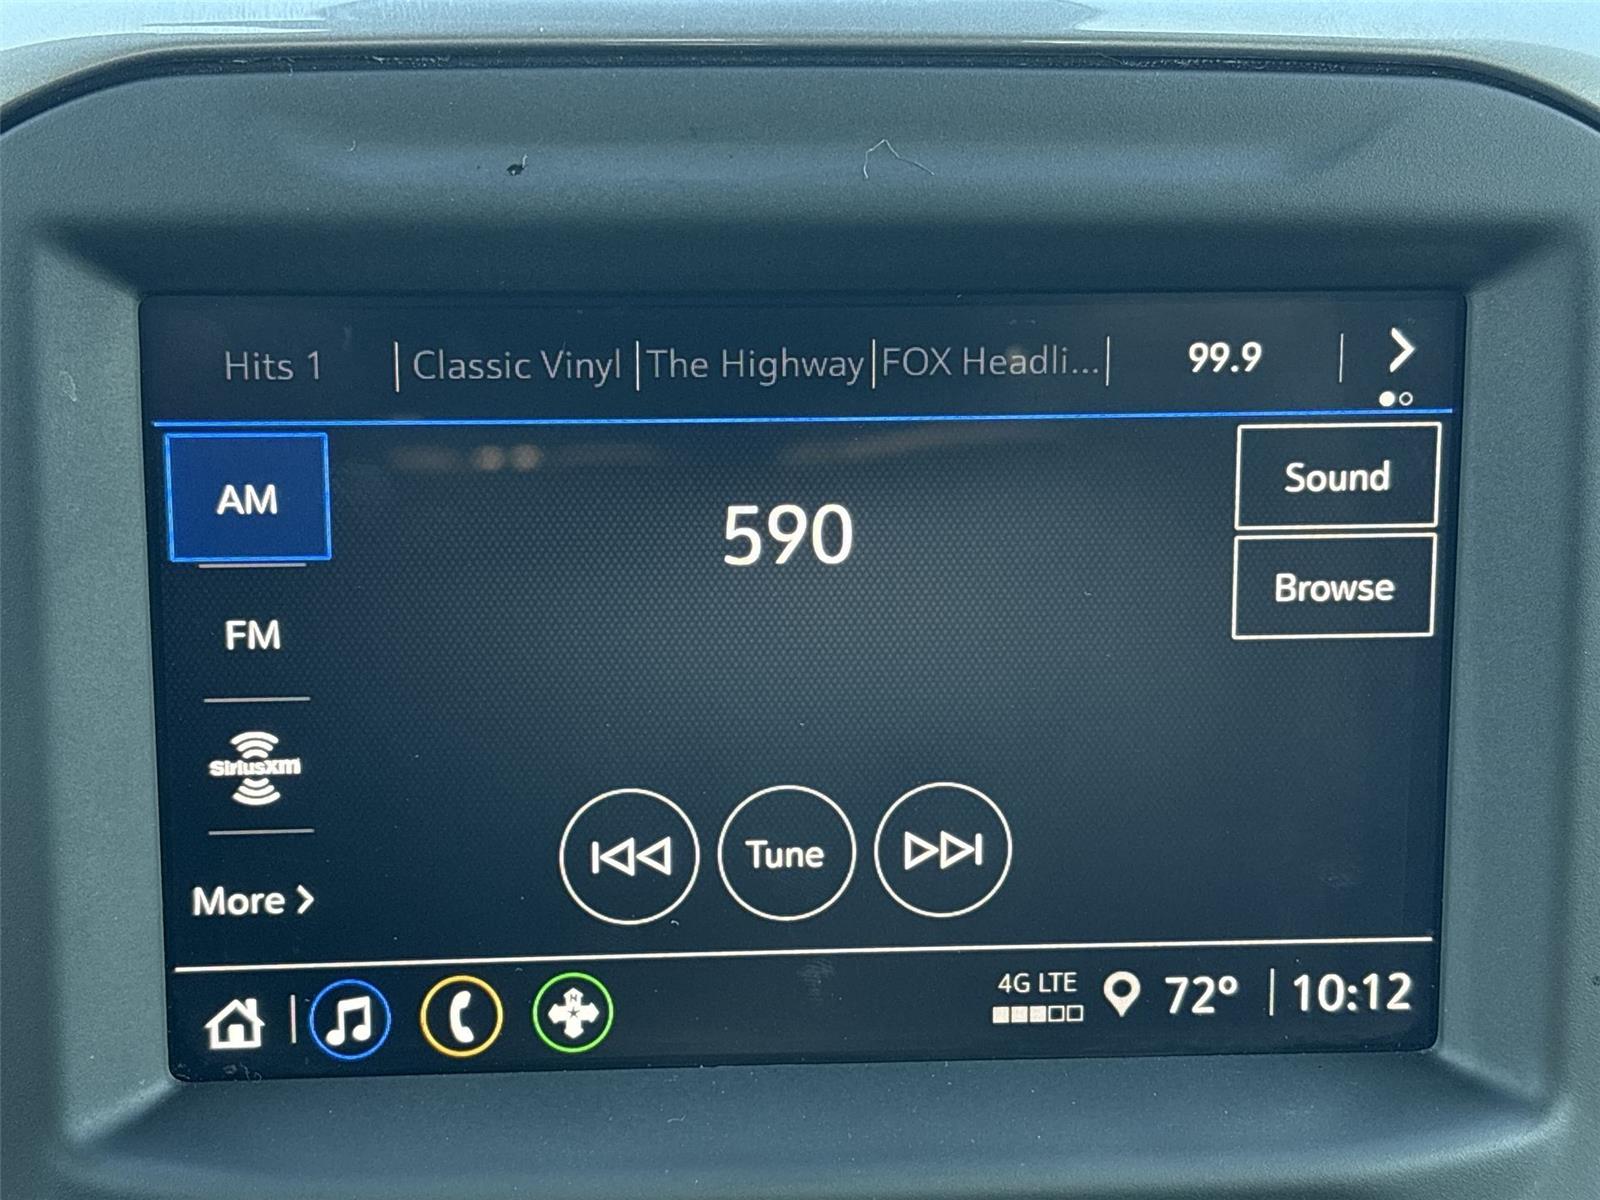 Hits 1 Classic Vinyl The Highway FOX Headli... 99.9
AM
590
Sound
Browse
FM
SiriusXM
Tune
More
N
4G LTE
72° 10:12